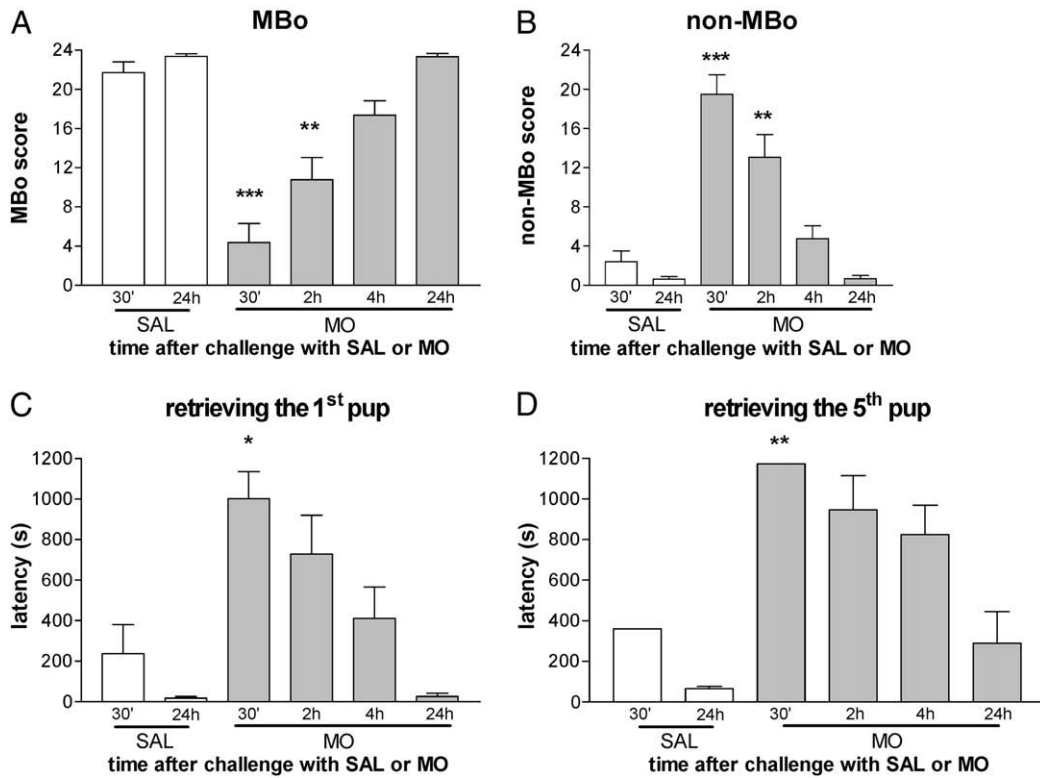 A
MBo
24
20
16
12
8
4
0
MBo score
***
**
30' 24h 30' 2h 4h 24h
SAL MO
time after challenge with SAL or MO
B
non-MBo
24
20
16
12
8
4
0
non-MBo score
***
**
30' 24h 30' 2h 4h 24h
SAL MO
time after challenge with SAL or MO
C
retrieving the 1st pup
1200
1000
800
600
400
200
0
latency (s)
*
30' 24h 30' 2h 4h 24h
SAL MO
time after challenge with SAL or MO
D
retrieving the 5th pup
1200
1000
800
600
400
200
0
latency (s)
**
30' 24h 30' 2h 4h 24h
SAL MO
time after challenge with SAL or MO